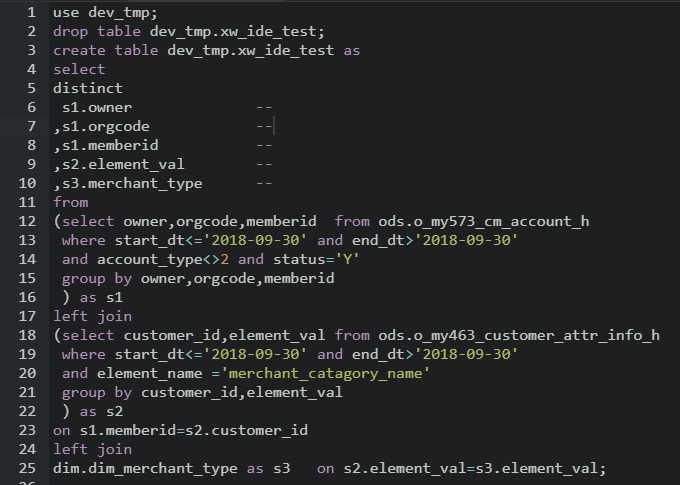 1 use dev_tmp;
2 drop table dev_tmp.xw_ide_test;
3 create table dev_tmp.xw_ide_test as
4 select
5 distinct
6 s1.owner --
7 ,s1.orgcode --
8 ,s1.memberid --
9 ,s2.element_val --
10 ,s3.merchant_type --
11 from
12 (select owner,orgcode,memberid from ods.o_my573_cm_account_h
13 where start_dt<='2018-09-30' and end_dt>'2018-09-30'
14 and account_type<>2 and status='Y'
15 group by owner,orgcode,memberid
16 ) as s1
17 left join
18 (select customer_id,element_val from ods.o_my463_customer_attr_info_h
19 where start_dt<='2018-09-30' and end_dt>'2018-09-30'
20 and element_name ='merchant_catagory_name'
21 group by customer_id,element_val
22 ) as s2
23 on s1.memberid=s2.customer_id
24 left join
25 dim.dim_merchant_type as s3 on s2.element_val=s3.element_val;